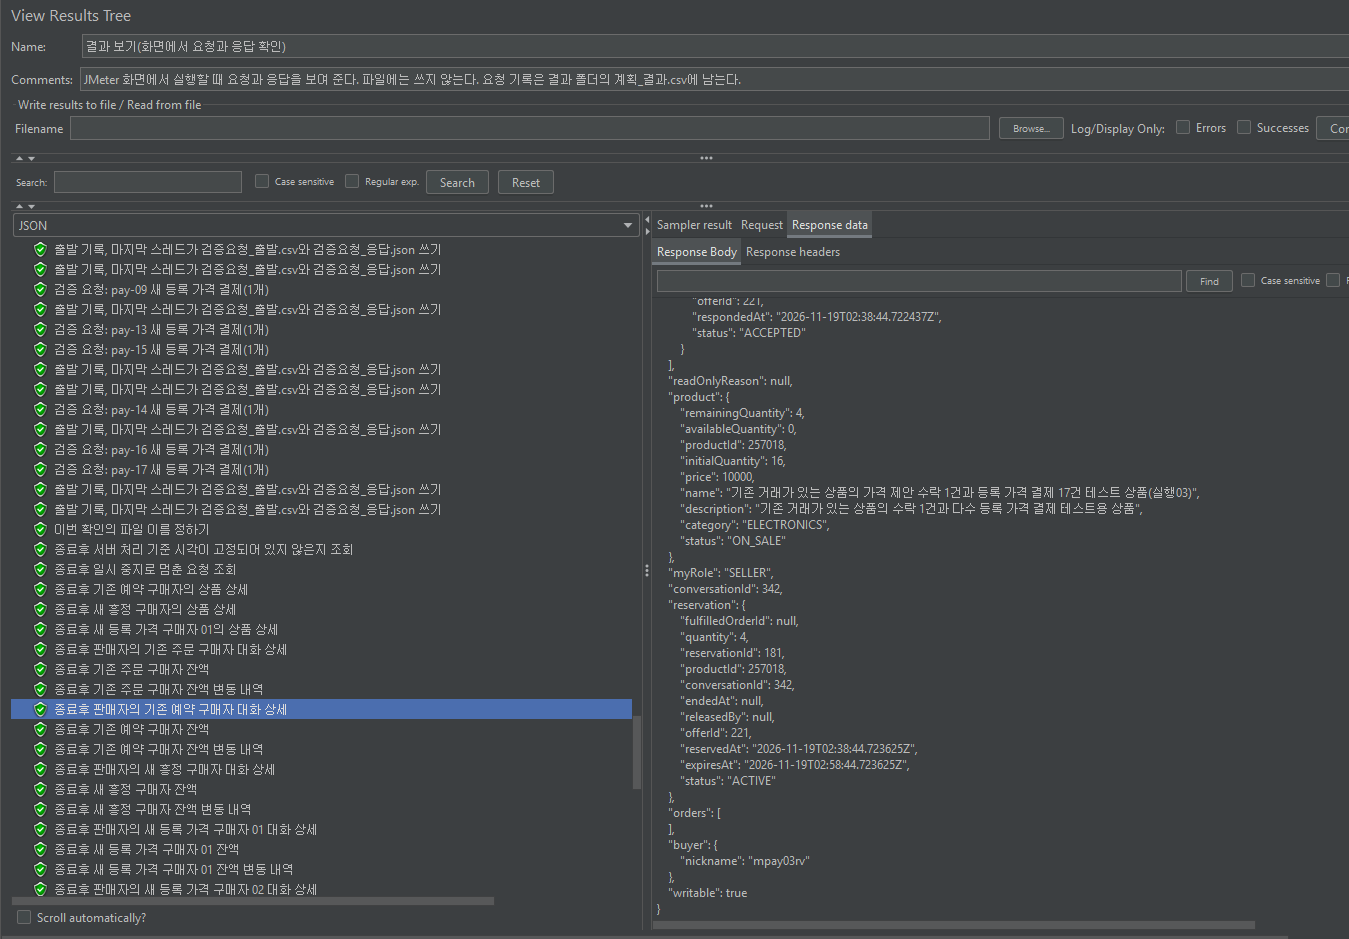 View Results Tree
Name: 결과 보기(화면에서 요청과 응답 확인)
Comments: JMeter 화면에서 실행할 때 요청과 응답을 보여 준다. 파일에는 쓰지 않는다. 요청 기록은 결과 폴더의 계획_결과.csv에 남는다.
Write results to file / Read from file
Filename Browse... Log/Display Only: Errors Successes Cor
Search: Case sensitive Regular exp. Search Reset
JSON
출발 기록, 마지막 스레드가 검증요청_출발.csv와 검증요청_응답.json 쓰기
출발 기록, 마지막 스레드가 검증요청_출발.csv와 검증요청_응답.json 쓰기
검증 요청: pay-09 새 등록 가격 결제(1개)
출발 기록, 마지막 스레드가 검증요청_출발.csv와 검증요청_응답.json 쓰기
검증 요청: pay-13 새 등록 가격 결제(1개)
검증 요청: pay-15 새 등록 가격 결제(1개)
출발 기록, 마지막 스레드가 검증요청_출발.csv와 검증요청_응답.json 쓰기
출발 기록, 마지막 스레드가 검증요청_출발.csv와 검증요청_응답.json 쓰기
검증 요청: pay-14 새 등록 가격 결제(1개)
출발 기록, 마지막 스레드가 검증요청_출발.csv와 검증요청_응답.json 쓰기
검증 요청: pay-16 새 등록 가격 결제(1개)
검증 요청: pay-17 새 등록 가격 결제(1개)
출발 기록, 마지막 스레드가 검증요청_출발.csv와 검증요청_응답.json 쓰기
출발 기록, 마지막 스레드가 검증요청_출발.csv와 검증요청_응답.json 쓰기
이번 확인의 파일 이름 정하기
종료후 서버 처리 기준 시각이 고정되어 있지 않은지 조회
종료후 일시 중지로 멈춘 요청 조회
종료후 기존 예약 구매자의 상품 상세
종료후 새 흥정 구매자의 상품 상세
종료후 새 등록 가격 구매자 01의 상품 상세
종료후 판매자의 기존 주문 구매자 대화 상세
종료후 기존 주문 구매자 잔액
종료후 기존 주문 구매자 잔액 변동 내역
종료후 판매자의 기존 예약 구매자 대화 상세
종료후 기존 예약 구매자 잔액
종료후 기존 예약 구매자 잔액 변동 내역
종료후 판매자의 새 흥정 구매자 대화 상세
종료후 새 흥정 구매자 잔액
종료후 새 흥정 구매자 잔액 변동 내역
종료후 판매자의 새 등록 가격 구매자 01 대화 상세
종료후 새 등록 가격 구매자 01 잔액
종료후 새 등록 가격 구매자 01 잔액 변동 내역
종료후 판매자의 새 등록 가격 구매자 02 대화 상세
Scroll automatically?
Sampler result Request Response data
Response Body Response headers
Find Case sensitive
"offerId": 221,
"respondedAt": "2026-11-19T02:38:44.722437Z",
"status": "ACCEPTED"
}
],
"readOnlyReason": null,
"product": {
"remainingQuantity": 4,
"availableQuantity": 0,
"productId": 257018,
"initialQuantity": 16,
"price": 10000,
"name": "기존 거래가 있는 상품의 가격 제안 수락 1건과 등록 가격 결제 17건 테스트 상품(실행03)",
"description": "기존 거래가 있는 상품의 수락 1건과 다수 등록 가격 결제 테스트용 상품",
"category": "ELECTRONICS",
"status": "ON_SALE"
},
"myRole": "SELLER",
"conversationId": 342,
"reservation": {
"fulfilledOrderId": null,
"quantity": 4,
"reservationId": 181,
"productId": 257018,
"conversationId": 342,
"endedAt": null,
"releasedBy": null,
"offerId": 221,
"reservedAt": "2026-11-19T02:38:44.723625Z",
"expiresAt": "2026-11-19T02:58:44.723625Z",
"status": "ACTIVE"
},
"orders": [
],
"buyer": {
"nickname": "mpay03rv"
},
"writable": true
}